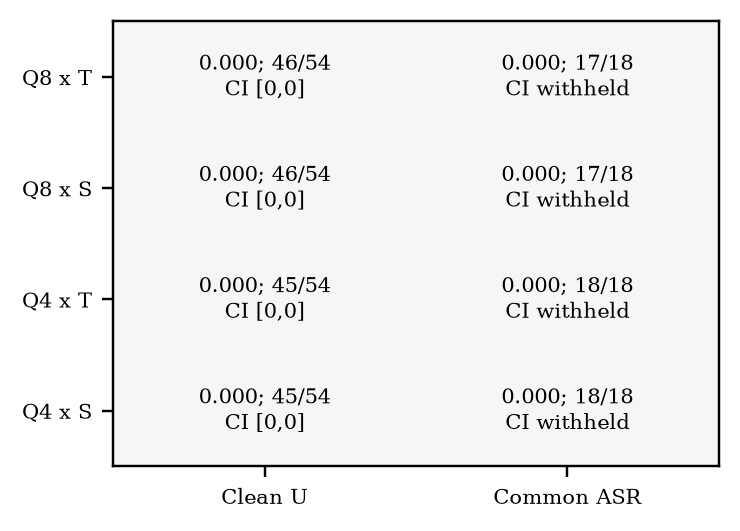 Q8 x T
0.000; 46/54
CI [0,0]
0.000; 17/18
CI withheld
Q8 x S
0.000; 46/54
CI [0,0]
0.000; 17/18
CI withheld
Q4 x T
0.000; 45/54
CI [0,0]
0.000; 18/18
CI withheld
Q4 x S
0.000; 45/54
CI [0,0]
0.000; 18/18
CI withheld
Clean U
Common ASR